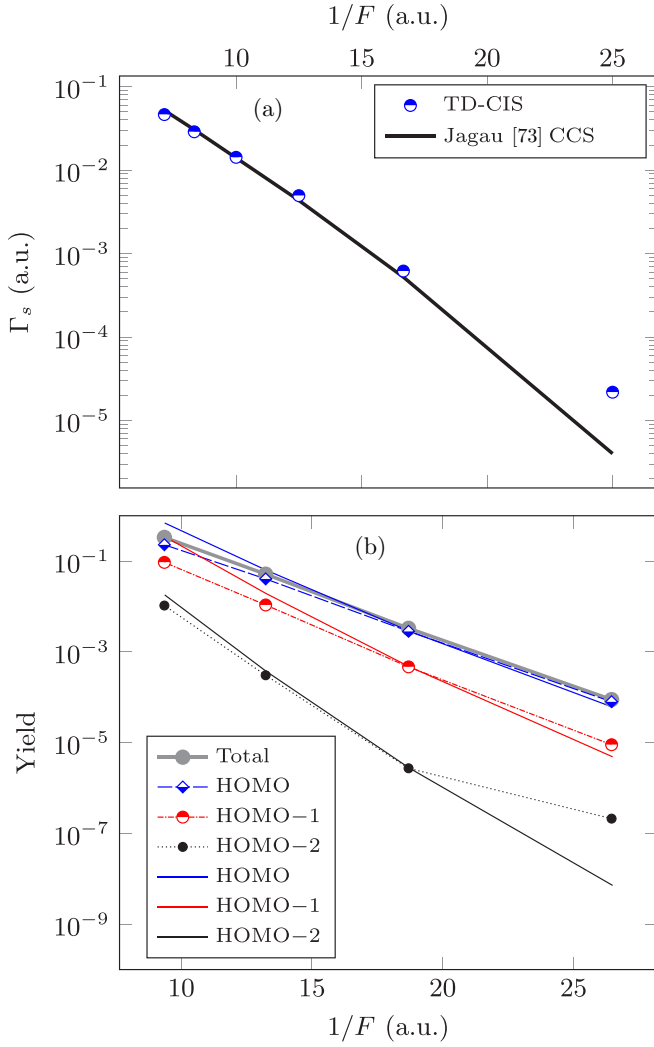 1/F (a.u.)
10 15 20 25
10⁻¹
10⁻²
10⁻³
10⁻⁴
10⁻⁵
Γₛ (a.u.)
(a)
TD-CIS
Jagau [73] CCS
10⁻¹
10⁻³
10⁻⁵
10⁻⁷
10⁻⁹
Yield
(b)
Total
HOMO
HOMO−1
HOMO−2
HOMO
HOMO−1
HOMO−2
10 15 20 25
1/F (a.u.)